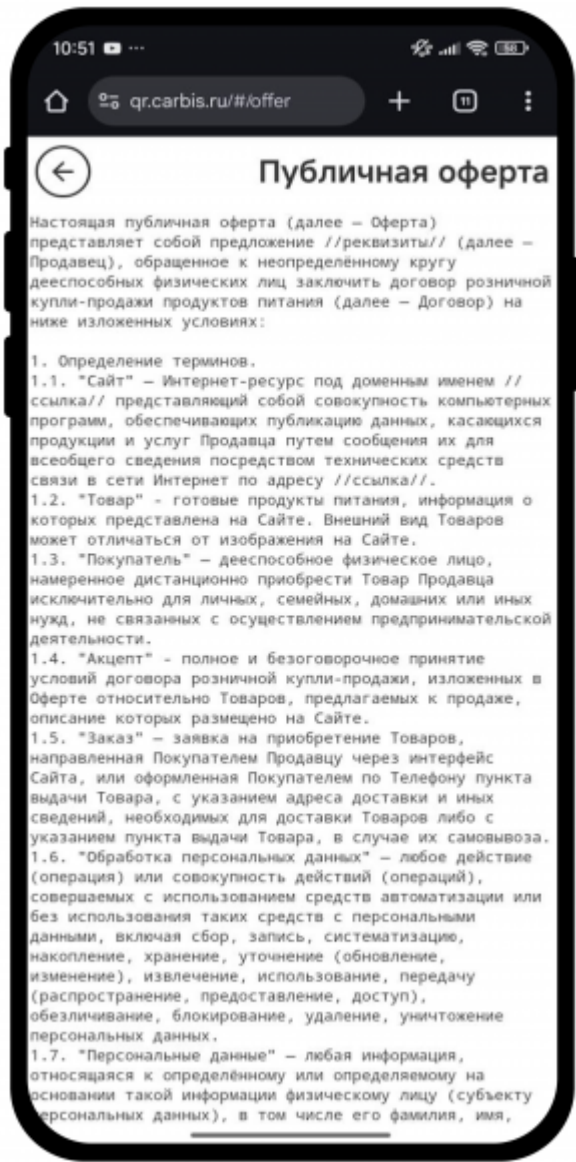 10:51 ...
58
qr.carbis.ru/#/offer
11
Публичная оферта
Настоящая публичная оферта (далее — Оферта)
представляет собой предложение //реквизиты// (далее —
Продавец), обращенное к неопределённому кругу
дееспособных физических лиц заключить договор розничной
купли-продажи продуктов питания (далее — Договор) на
ниже изложенных условиях:
1. Определение терминов.
1.1. "Сайт" — Интернет-ресурс под доменным именем //
ссылка// представляющий собой совокупность компьютерных
программ, обеспечивающих публикацию данных, касающихся
продукции и услуг Продавца путем сообщения их для
всеобщего сведения посредством технических средств
связи в сети Интернет по адресу //ссылка//.
1.2. "Товар" - готовые продукты питания, информация о
которых представлена на Сайте. Внешний вид Товаров
может отличаться от изображения на Сайте.
1.3. "Покупатель" — дееспособное физическое лицо,
намеренное дистанционно приобрести Товар Продавца
исключительно для личных, семейных, домашних или иных
нужд, не связанных с осуществлением предпринимательской
деятельности.
1.4. "Акцепт" - полное и безоговорочное принятие
условий договора розничной купли-продажи, изложенных в
Оферте относительно Товаров, предлагаемых к продаже,
описание которых размещено на Сайте.
1.5. "Заказ" — заявка на приобретение Товаров,
направленная Покупателем Продавцу через интерфейс
Сайта, или оформленная Покупателем по Телефону пункта
выдачи Товара, с указанием адреса доставки и иных
сведений, необходимых для доставки Товаров либо с
указанием пункта выдачи Товара, в случае их самовывоза.
1.6. "Обработка персональных данных" — любое действие
(операция) или совокупность действий (операций),
совершаемых с использованием средств автоматизации или
без использования таких средств с персональными
данными, включая сбор, запись, систематизацию,
накопление, хранение, уточнение (обновление,
изменение), извлечение, использование, передачу
(распространение, предоставление, доступ),
обезличивание, блокирование, удаление, уничтожение
персональных данных.
1.7. "Персональные данные" — любая информация,
относящаяся к определённому или определяемому на
основании такой информации физическому лицу (субъекту
персональных данных), в том числе его фамилия, имя,